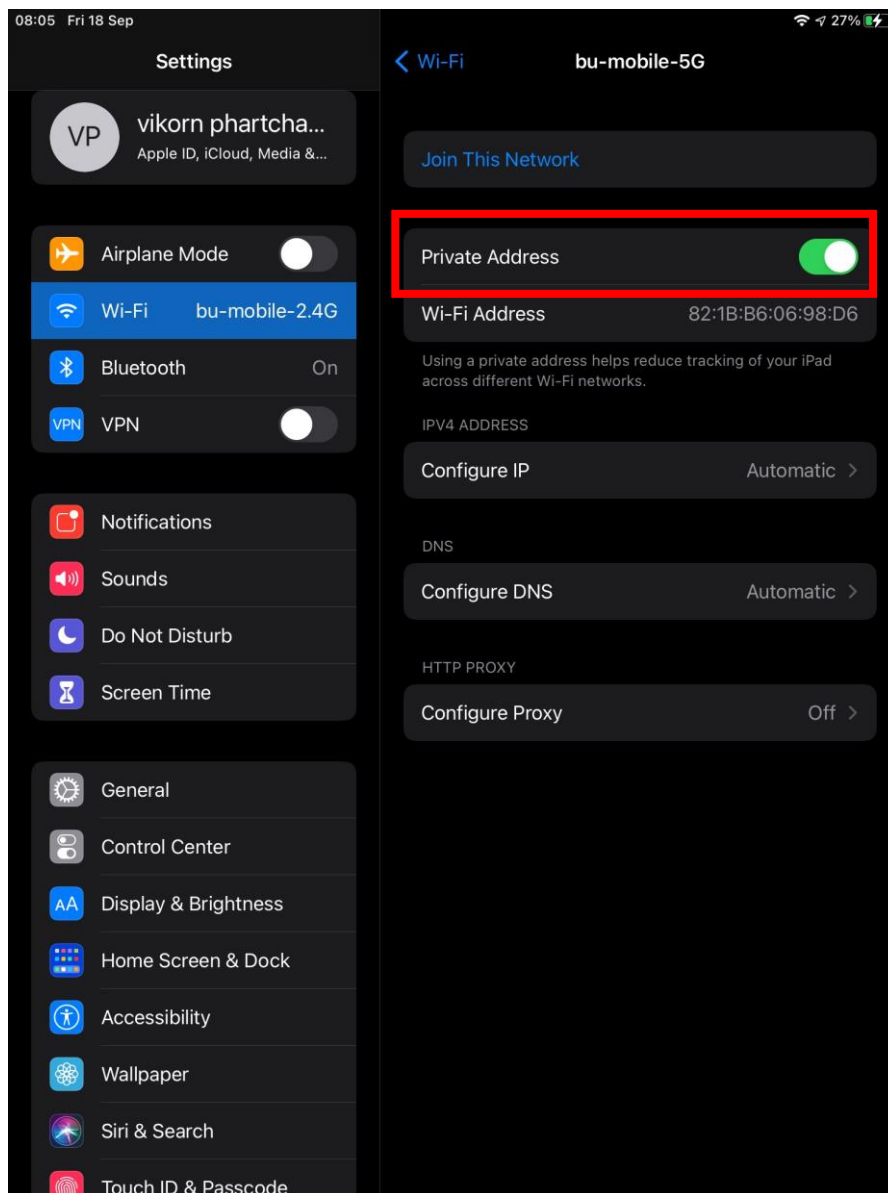 08:05 Fri 18 Sep
27%
Settings
VP
vikorn phartcha...
Apple ID, iCloud, Media &...
Airplane Mode
Wi-Fi bu-mobile-2.4G
Bluetooth On
VPN VPN
Notifications
Sounds
Do Not Disturb
Screen Time
General
Control Center
AA Display & Brightness
Home Screen & Dock
Accessibility
Wallpaper
Siri & Search
Touch ID & Passcode
Wi-Fi bu-mobile-5G
Join This Network
Private Address
Wi-Fi Address 82:1B:B6:06:98:D6
Using a private address helps reduce tracking of your iPad
across different Wi-Fi networks.
IPV4 ADDRESS
Configure IP Automatic
DNS
Configure DNS Automatic
HTTP PROXY
Configure Proxy Off